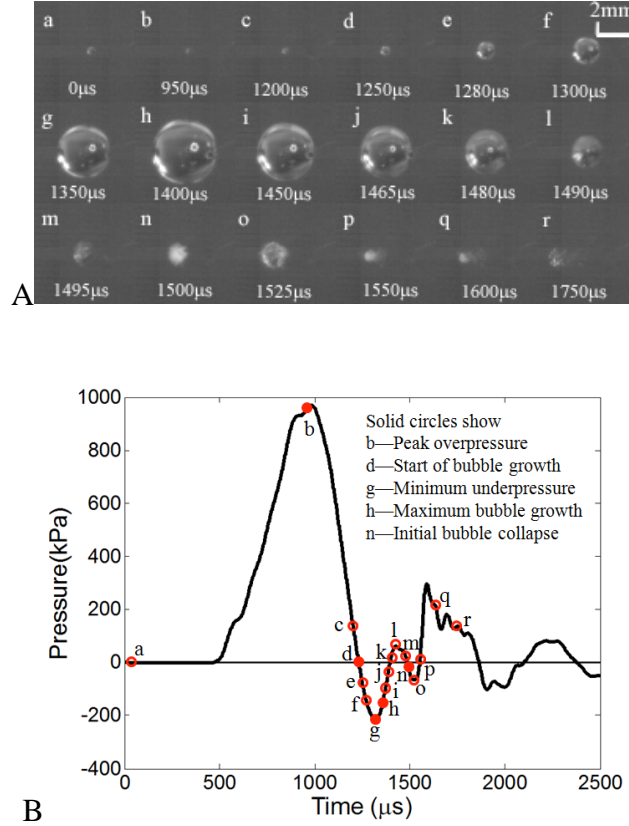 a b c d e f 2mm
0μs 950μs 1200μs 1250μs 1280μs 1300μs
g h i j k l
1350μs 1400μs 1450μs 1465μs 1480μs 1490μs
m n o p q r
1495μs 1500μs 1525μs 1550μs 1600μs 1750μs
A
1000
800
600
400
200
0
-200
-400
Pressure(kPa)
Solid circles show
b—Peak overpressure
d—Start of bubble growth
g—Minimum underpressure
h—Maximum bubble growth
n—Initial bubble collapse
a
b
c
d
e
f
g
h
i
j
k
l
m
n
o
p
q
r
0 500 1000 1500 2000 2500
Time (μs)
B